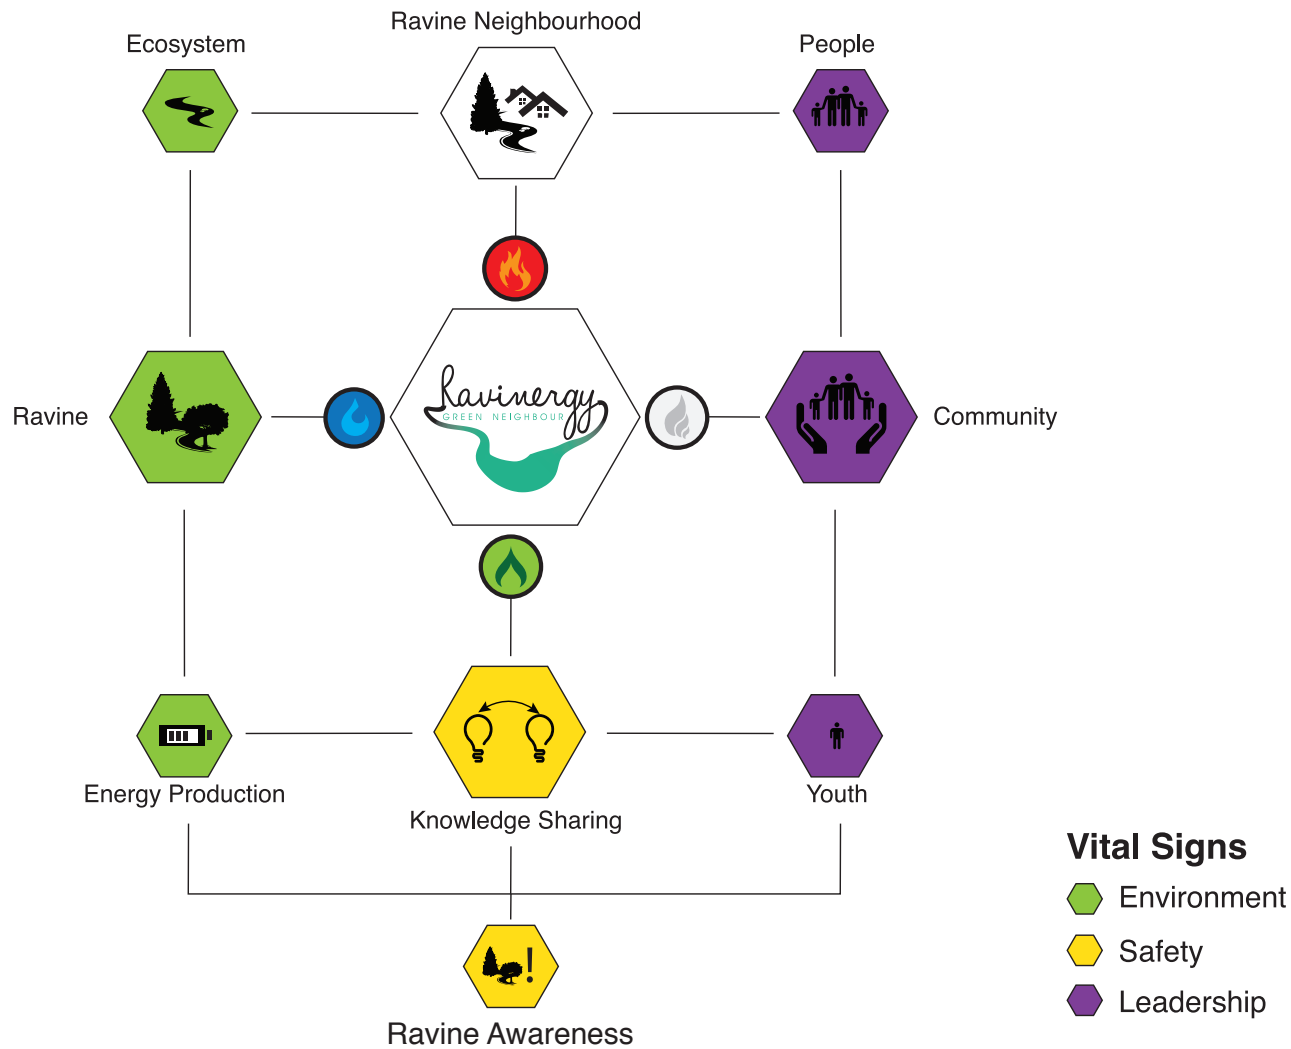 Ravine Neighbourhood
Ecosystem
People
Ravinergy
GREEN NEIGHBOUR
Ravine
Community
Energy Production
Youth
Knowledge Sharing
Vital Signs
Environment
Safety
Leadership
!
Ravine Awareness